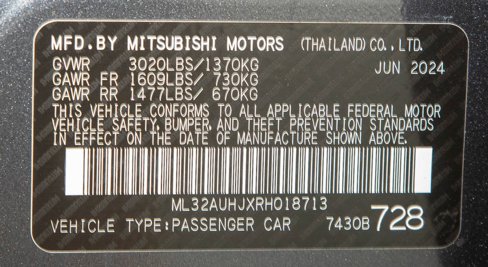 MFD.BY MITSUBISHI MOTORS (THAILAND) CO.,LTD.
GVWR 3020LBS/1370KG JUN 2024
GAWR FR 1609LBS/ 730KG
GAWR RR 1477LBS/ 670KG
THIS VEHICLE CONFORMS TO ALL APPLICABLE FEDERAL MOTOR
VEHICLE SAFETY, BUMPER, AND THEFT PREVENTION STANDARDS
IN EFFECT ON THE DATE OF MANUFACTURE SHOWN ABOVE.
ML32AUHJXRH018713
VEHICLE TYPE:PASSENGER CAR 7430B 728